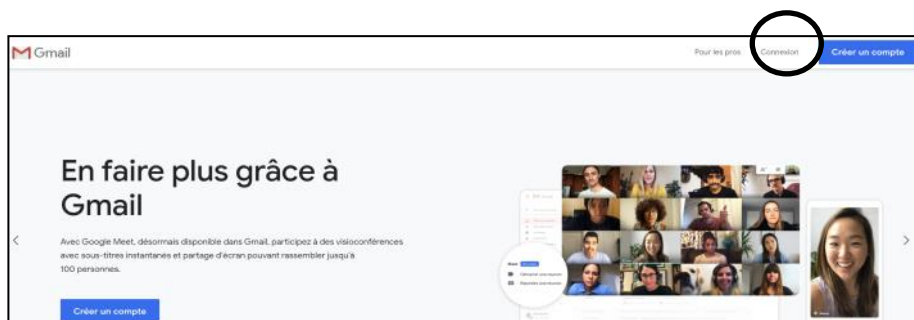 Gmail
Pour les pros Connexion Créer un compte
En faire plus grâce à
Gmail
Avec Google Meet, désormais disponible dans Gmail, participez à des visioconférences
avec sous-titres instantanés et partage d'écran pouvant rassembler jusqu'à
100 personnes.
Créer un compte